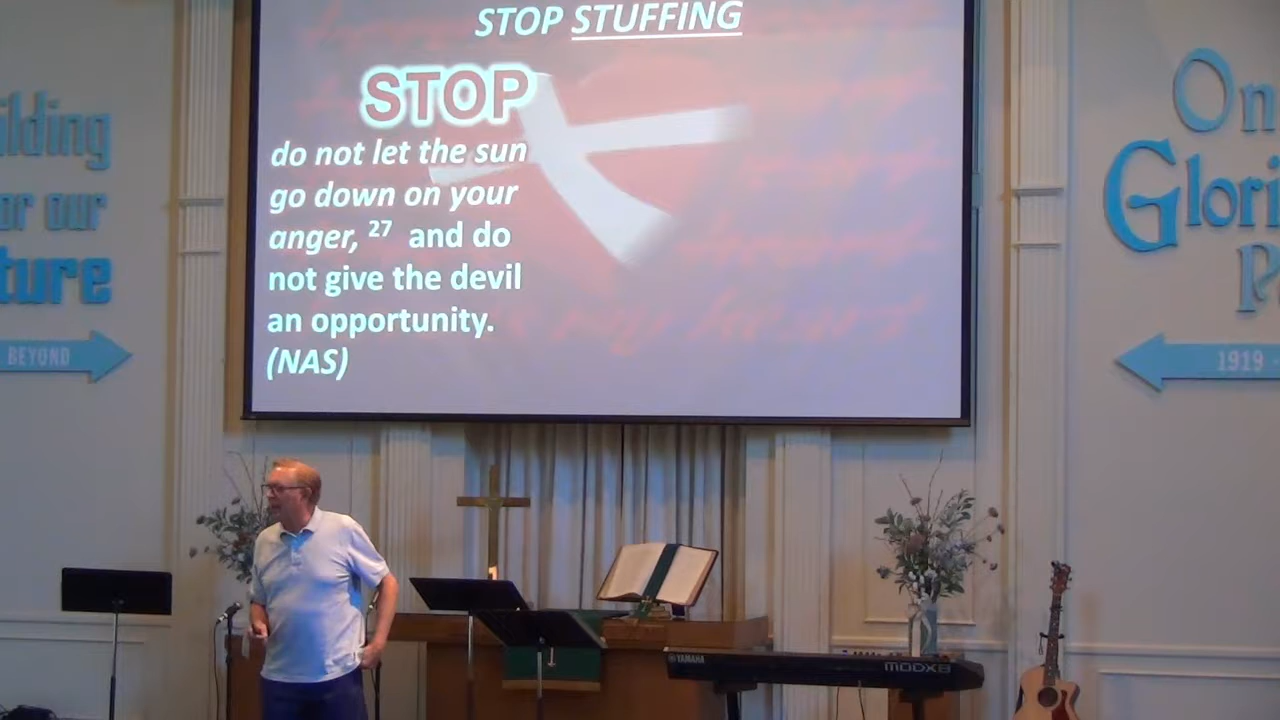 STOP STUFFING
STOP
do not let the sun
go down on your
anger, 27 and do
not give the devil
an opportunity.
(NAS)
ilding
or our
ture
BEYOND
On
Glori
P
1919 -
YAMAHA
MODX8